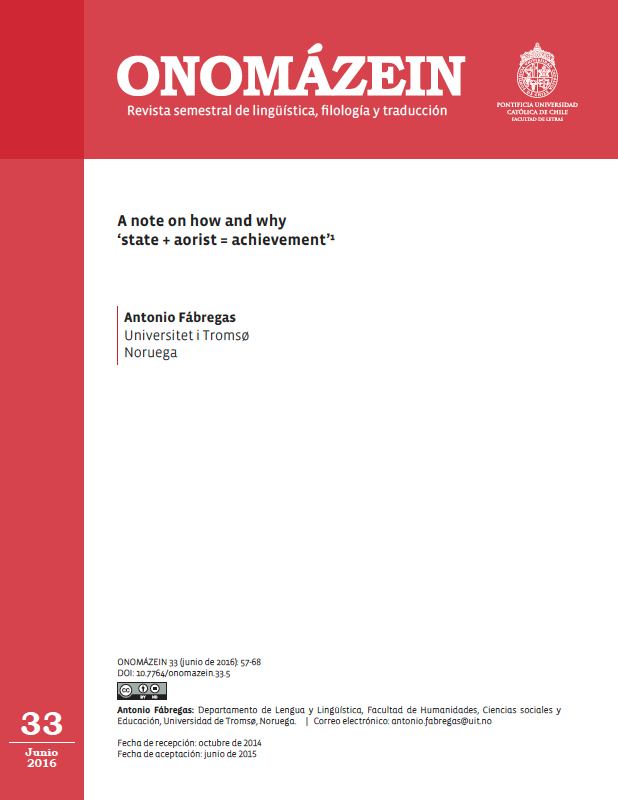 ONOMÁZEIN
Revista semestral de lingüística, filología y traducción
PONTIFICIA UNIVERSIDAD
CATÓLICA DE CHILE
FACULTAD DE LETRAS
A note on how and why
‘state + aorist = achievement’¹
Antonio Fábregas
Universitet i Tromsø
Noruega
ONOMÁZEIN 33 (junio de 2016): 57-68
DOI: 10.7764/onomazein.33.5
cc BY NC
Antonio Fábregas: Departamento de Lengua y Lingüística, Facultad de Humanidades, Ciencias sociales y
Educación, Universidad de Tromsø, Noruega. | Correo electrónico: antonio.fabregas@uit.no
Fecha de recepción: octubre de 2014
Fecha de aceptación: junio de 2015
33
Junio
2016